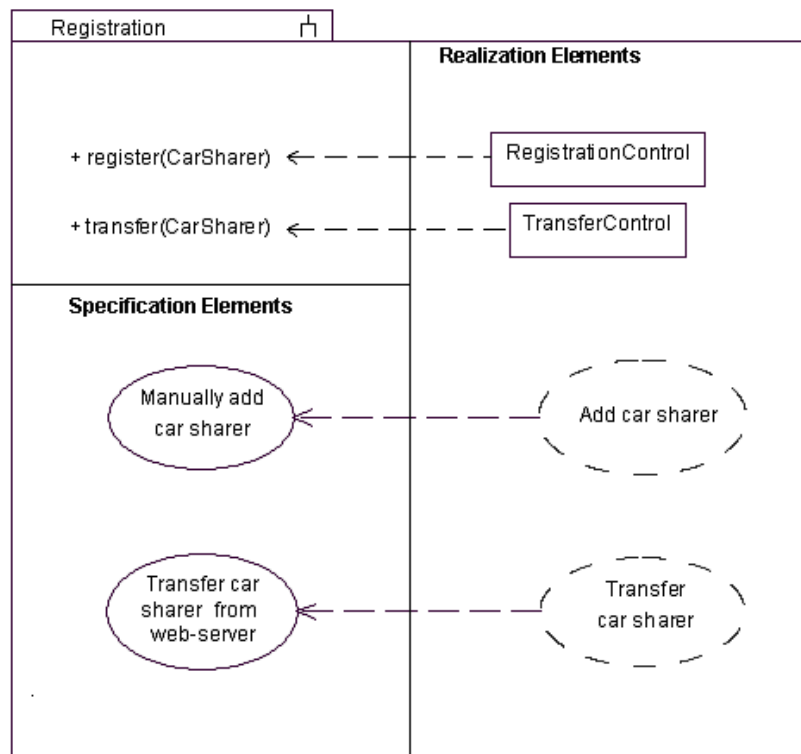 Registration
Realization Elements
+ register(CarSharer)
RegistrationControl
+ transfer(CarSharer)
TransferControl
Specification Elements
Manually add
car sharer
Add car sharer
Transfer car
sharer from
web-server
Transfer
car sharer